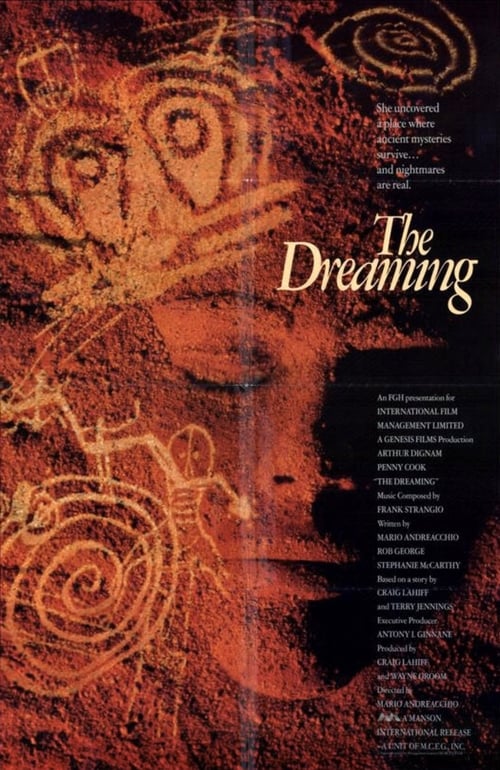 She uncovered
a place where
ancient mysteries
survive...
and nightmares
are real.
The
Dreaming
An FGH presentation for
INTERNATIONAL FILM
MANAGEMENT LIMITED
A GENESIS FILMS Production
ARTHUR DIGNAM
PENNY COOK
"THE DREAMING"
Music Composed by
FRANK STRANGIO
Written by
MARIO ANDREACCHIO
ROB GEORGE
STEPHANIE McCARTHY
Based on a story by
CRAIG LAHIFF
and TERRY JENNINGS
Executive Producer
ANTONY I. GINNANE
Produced by
CRAIG LAHIFF
and WAYNE GROOM
Directed by
MARIO ANDREACCHIO
A MANSON
INTERNATIONAL RELEASE
A UNIT OF M.C.E.G., INC.